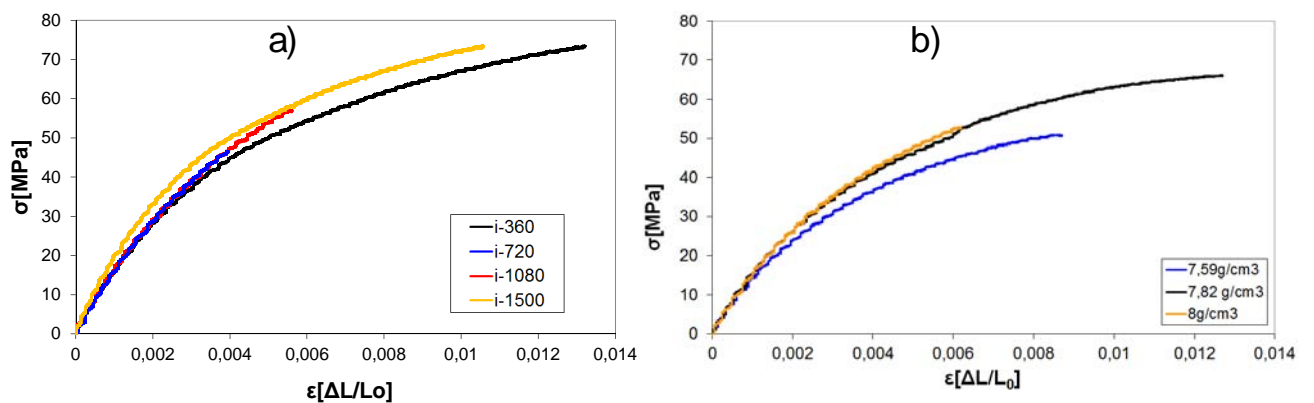 a)
80
70
60
50
40
30
20
10
0
σ[MPa]
i-360
i-720
i-1080
i-1500
0 0,002 0,004 0,006 0,008 0,01 0,012 0,014
ε[ΔL/Lo]
b)
80
70
60
50
40
30
20
10
0
σ[MPa]
7,59g/cm3
7,82 g/cm3
8g/cm3
0 0,002 0,004 0,006 0,008 0,01 0,012 0,014
ε[ΔL/L₀]